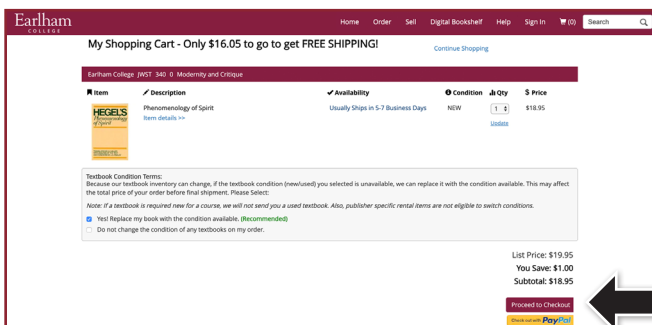 Earlham
COLLEGE
Home Order Sell Digital Bookshelf Help Sign In (0) Search
My Shopping Cart - Only $16.05 to go to get FREE SHIPPING!
Continue Shopping
Earlham College JWST 340 0 Modernity and Critique
Item Description Availability Condition Qty $ Price
HEGEL'S
Phenomenology
of Spirit
Phenomenology of Spirit Usually Ships in 5-7 Business Days NEW 1 $18.95
Item details >>
Update
Textbook Condition Terms:
Because our textbook inventory can change, if the textbook condition (new/used) you selected is unavailable, we can replace it with the condition available. This may affect
the total price of your order before final shipment. Please Select:
Note: If a textbook is required new for a course, we will not send you a used textbook. Also, publisher specific rental items are not eligible to switch conditions.
Yes! Replace my book with the condition available. (Recommended)
Do not change the condition of any textbooks on my order.
List Price: $19.95
You Save: $1.00
Subtotal: $18.95
Proceed to Checkout
Check out with PayPal